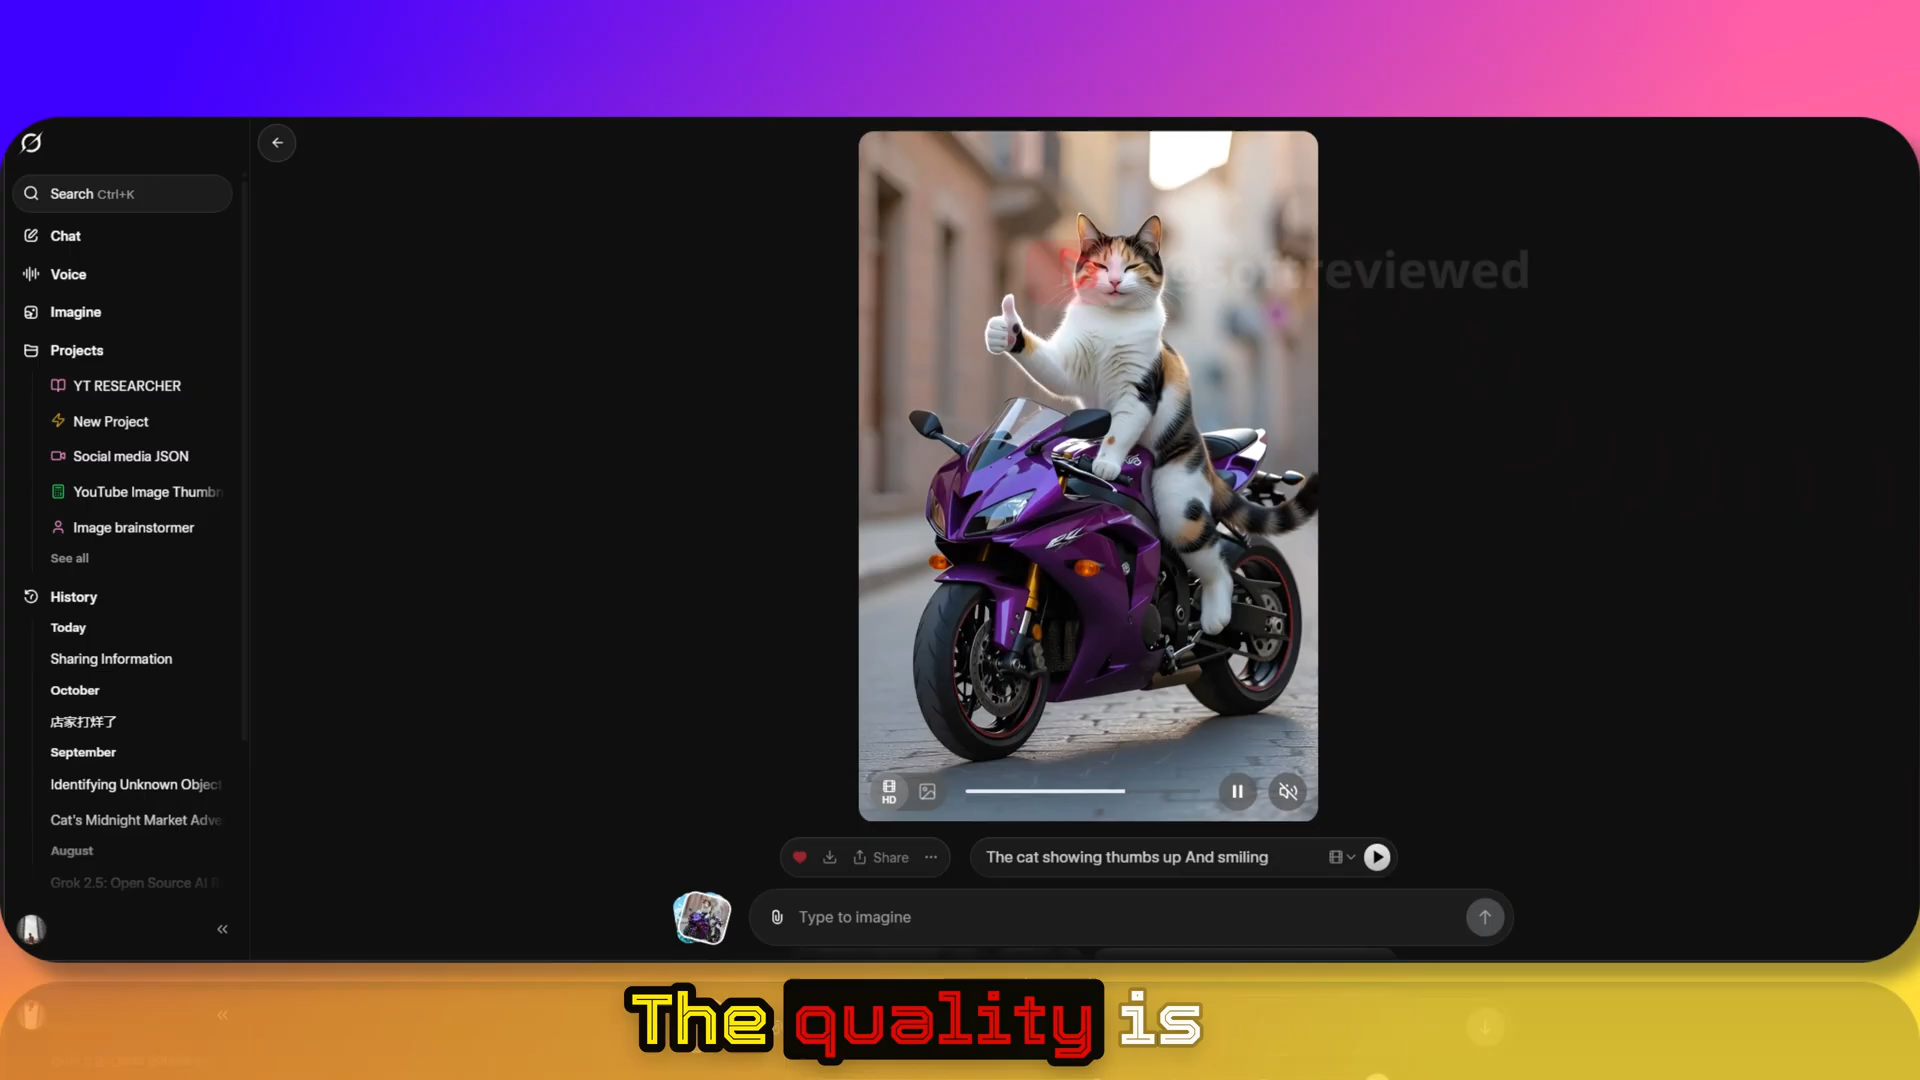 Search Ctrl+K
Chat
Voice
Imagine
Projects
YT RESEARCHER
New Project
Social media JSON
YouTube Image Thumbn
Image brainstormer
See all
History
Today
Sharing Information
October
店家打烊了
September
Identifying Unknown Object
Cat's Midnight Market Adve
August
Grok 2.5: Open Source AI R
reviewed
HD
Share
The cat showing thumbs up And smiling
Type to imagine
The quality is